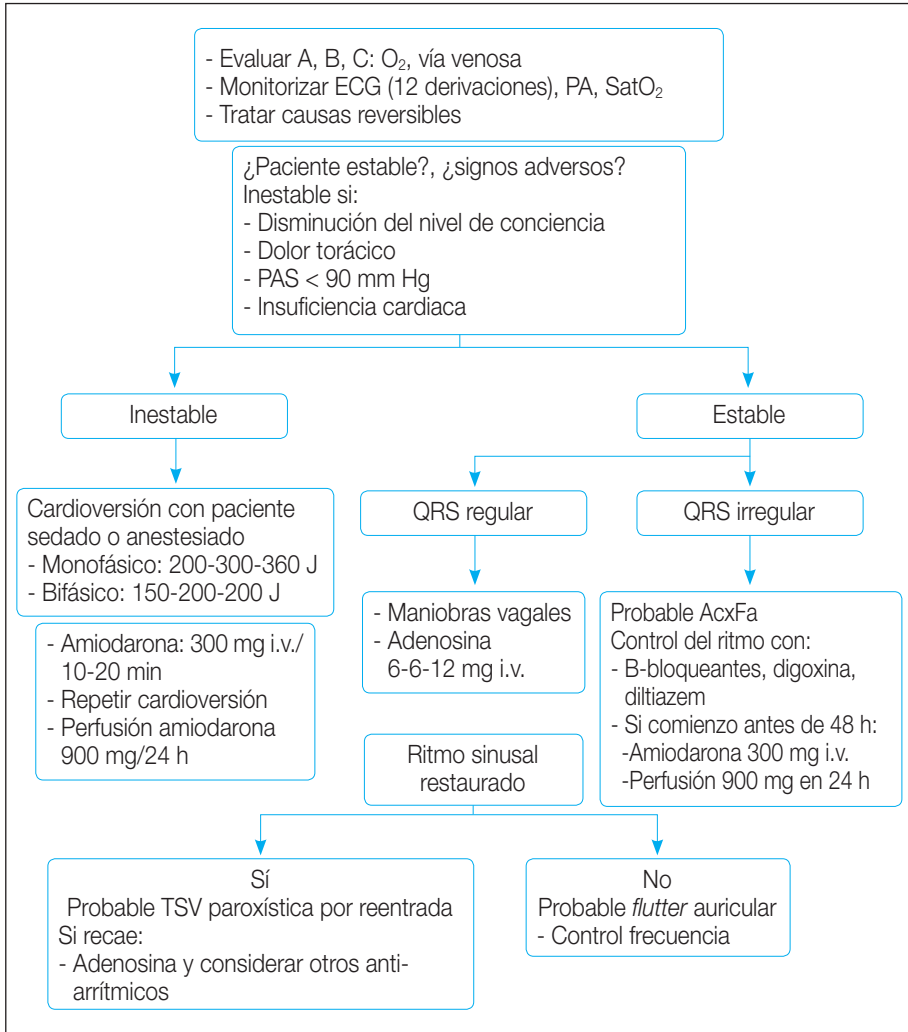 - Evaluar A, B, C: O₂, vía venosa
- Monitorizar ECG (12 derivaciones), PA, SatO₂
- Tratar causas reversibles
¿Paciente estable?, ¿signos adversos?
Inestable si:
- Disminución del nivel de conciencia
- Dolor torácico
- PAS < 90 mm Hg
- Insuficiencia cardiaca
Inestable
Estable
Cardioversión con paciente
sedado o anestesiado
- Monofásico: 200-300-360 J
- Bifásico: 150-200-200 J
- Amiodarona: 300 mg i.v./
10-20 min
- Repetir cardioversión
- Perfusión amiodarona
900 mg/24 h
QRS regular
QRS irregular
- Maniobras vagales
- Adenosina
6-6-12 mg i.v.
Probable AcxFa
Control del ritmo con:
- B-bloqueantes, digoxina,
diltiazem
- Si comienzo antes de 48 h:
-Amiodarona 300 mg i.v.
-Perfusión 900 mg en 24 h
Ritmo sinusal
restaurado
Sí
Probable TSV paroxística por reentrada
Si recae:
- Adenosina y considerar otros anti-
arrítmicos
No
Probable flutter auricular
- Control frecuencia